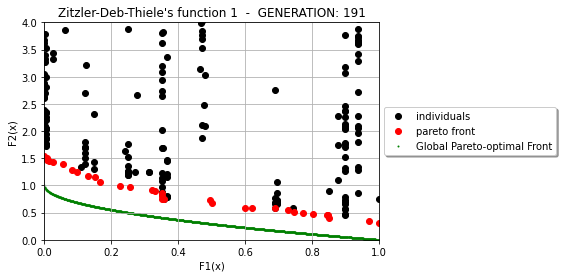 Zitzler-Deb-Thiele's function 1 - GENERATION: 191
4.0
3.5
3.0
2.5
2.0
1.5
1.0
0.5
0.0
F2(x)
0.0 0.2 0.4 0.6 0.8 1.0
F1(x)
individuals
pareto front
Global Pareto-optimal Front